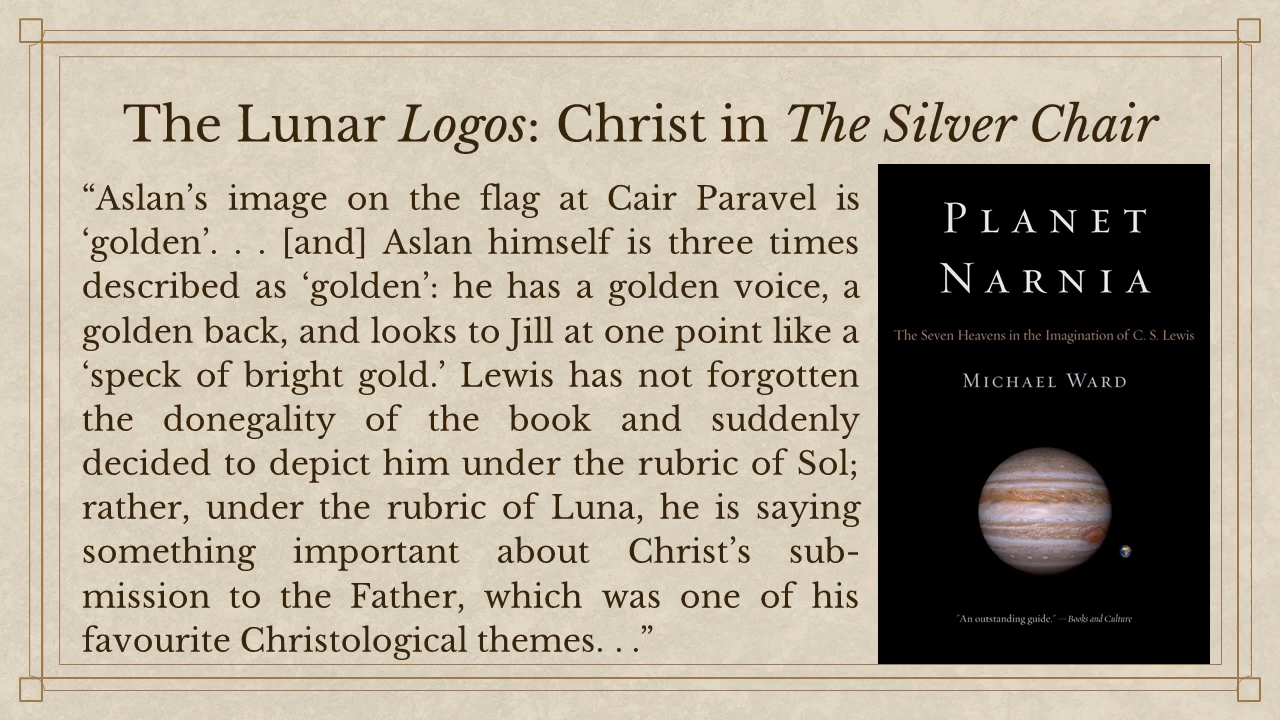 The Lunar Logos: Christ in The Silver Chair
“Aslan’s image on the flag at Cair Paravel is
‘golden’. . . [and] Aslan himself is three times
described as ‘golden’: he has a golden voice, a
golden back, and looks to Jill at one point like a
‘speck of bright gold.’ Lewis has not forgotten
the donegality of the book and suddenly
decided to depict him under the rubric of Sol;
rather, under the rubric of Luna, he is saying
something important about Christ’s sub-
mission to the Father, which was one of his
favourite Christological themes. . .”
PLANET
NARNIA
The Seven Heavens in the Imagination of C. S. Lewis
MICHAEL WARD
"An outstanding guide." —Books and Culture